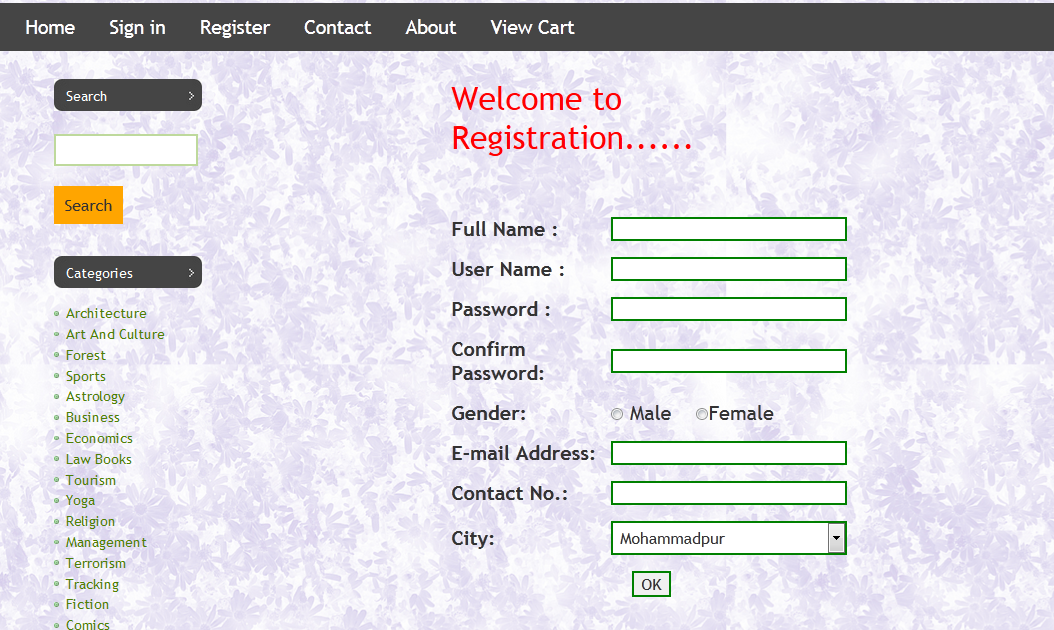 Home Sign in Register Contact About View Cart
Search
Search
Categories
Architecture
Art And Culture
Forest
Sports
Astrology
Business
Economics
Law Books
Tourism
Yoga
Religion
Management
Terrorism
Tracking
Fiction
Comics
Welcome to
Registration......
Full Name :
User Name :
Password :
Confirm
Password:
Gender: Male Female
E-mail Address:
Contact No.:
City: Mohammadpur
OK